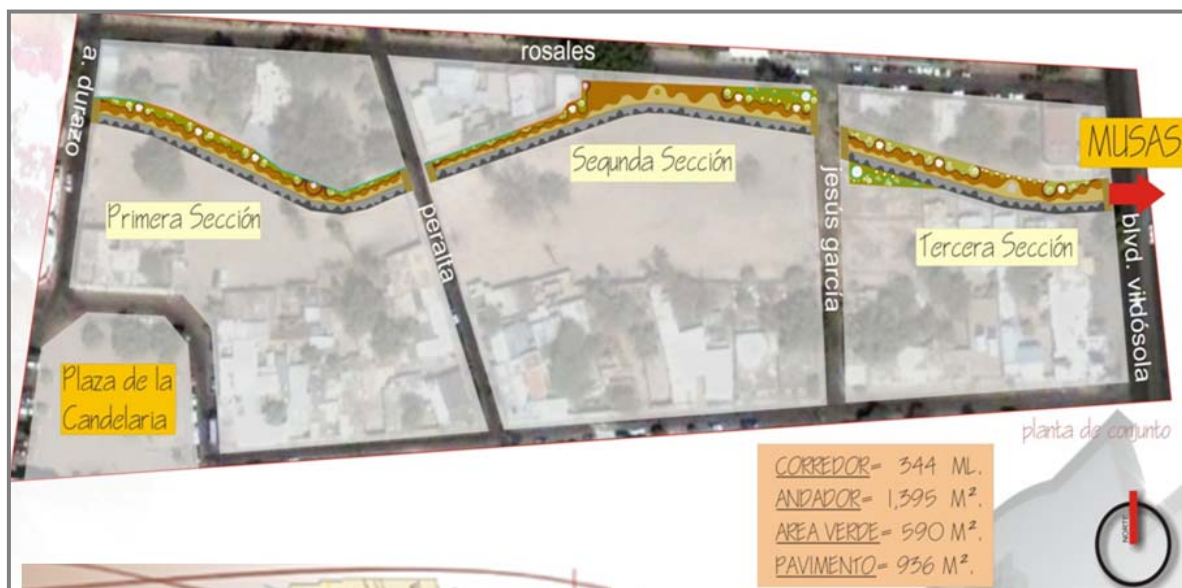 rosales
a. durazo
MUSAS
Segunda Sección
Primera Sección
peralta
jesús garcía
Tercera Sección
blvd. vildósola
Plaza de la
Candelaria
planta de conjunto
CORREDOR= 344 ML.
ANDADOR= 1,395 M².
AREA VERDE= 590 M².
PAVIMENTO= 936 M².
NORTE